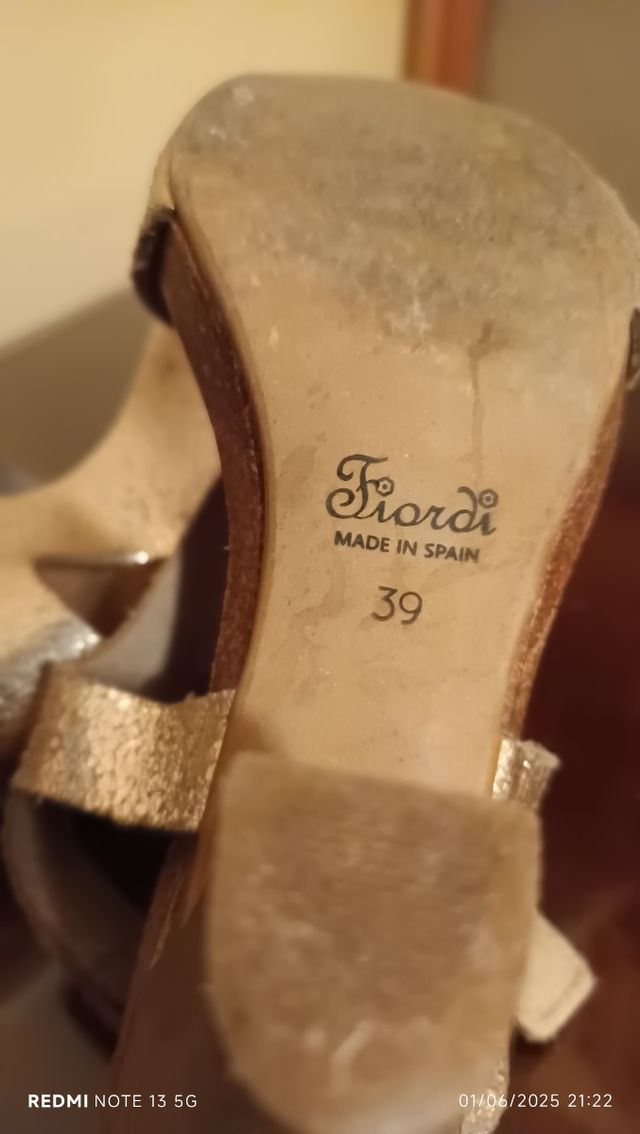 Fiordi
MADE IN SPAIN
39
REDMI NOTE 13 5G
01/06/2025 21:22